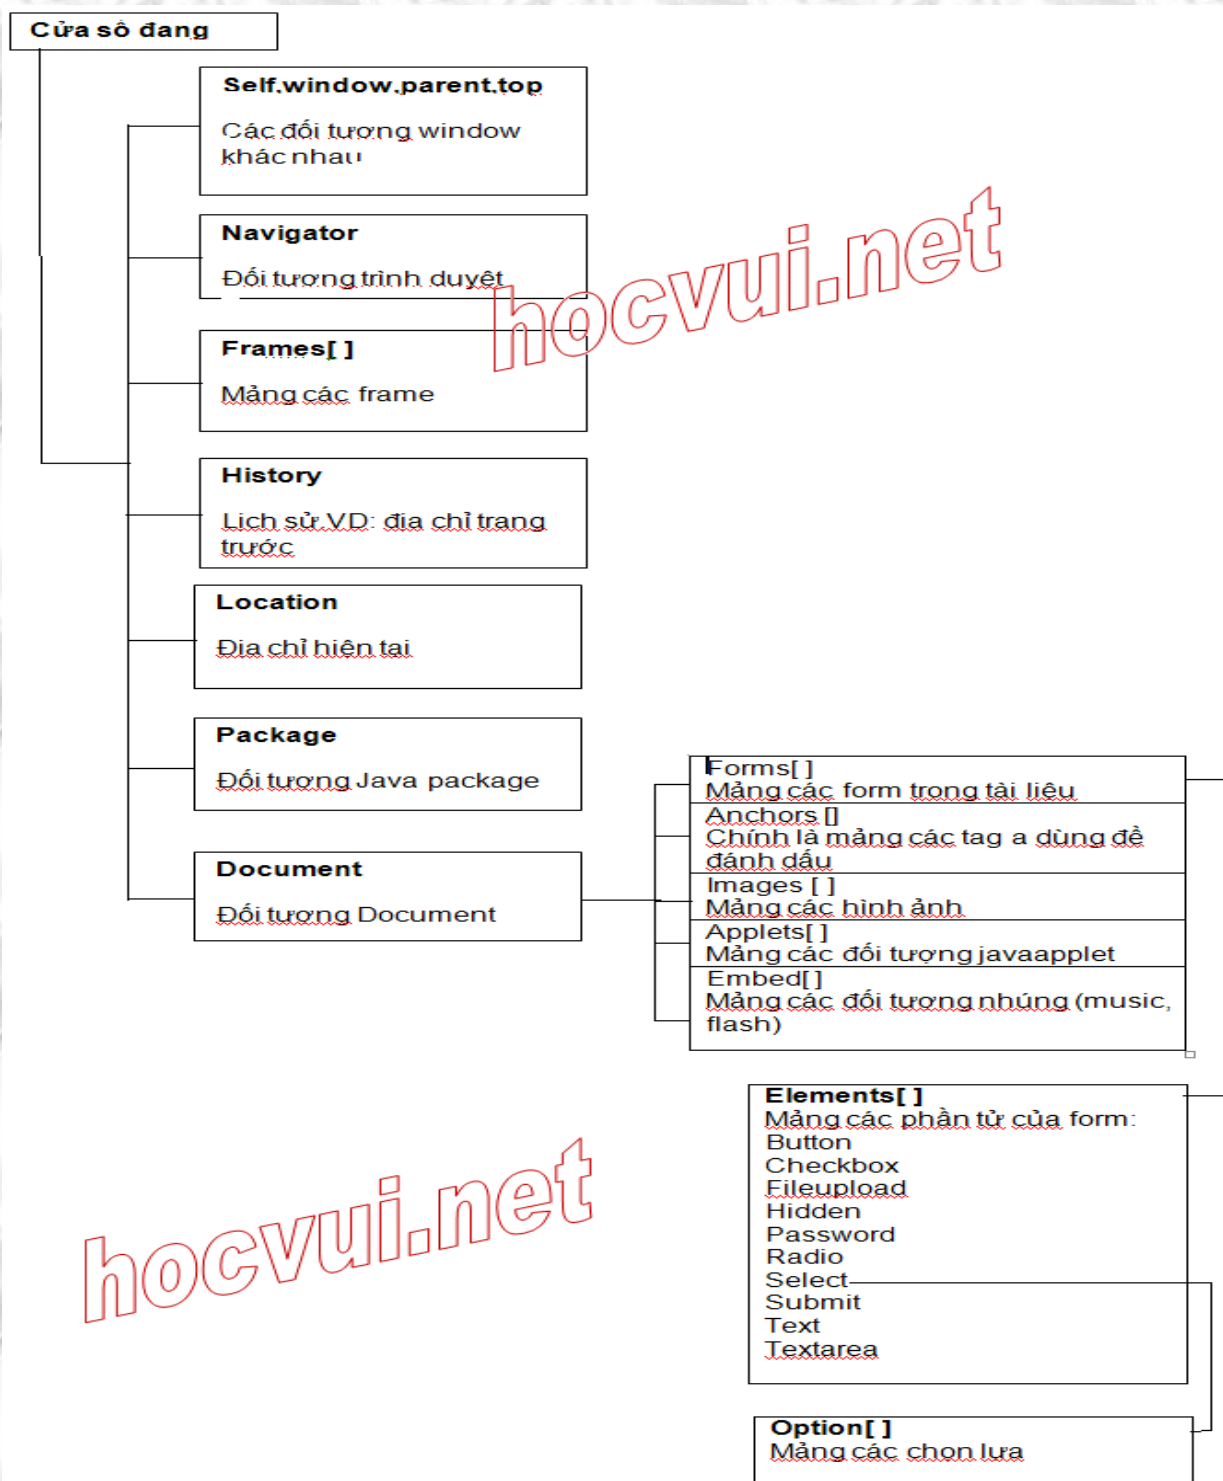 Cửa sổ đang
Self,window,parent,top
Các đối tượng window
khác nhau
Navigator
Đối tượng trình duyệt
hocvui.net
Frames[ ]
Mảng các frame
History
Lịch sử,VD: địa chỉ trang
trước
Location
Địa chỉ hiện tại
Package
Đối tượng Java package
Document
Đối tượng Document
Forms[ ]
Mảng các form trong tài liệu
Anchors []
Chính là mảng các tag a dùng để
đánh dấu
Images [ ]
Mảng các hình ảnh
Applets[ ]
Mảng các đối tượng javaapplet
Embed[ ]
Mảng các đối tượng nhúng (music,
flash)
Elements[ ]
Mảng các phần tử của form:
Button
Checkbox
Fileupload
Hidden
Password
Radio
Select
Submit
Text
Textarea
hocvui.net
Option[ ]
Mảng các chọn lựa